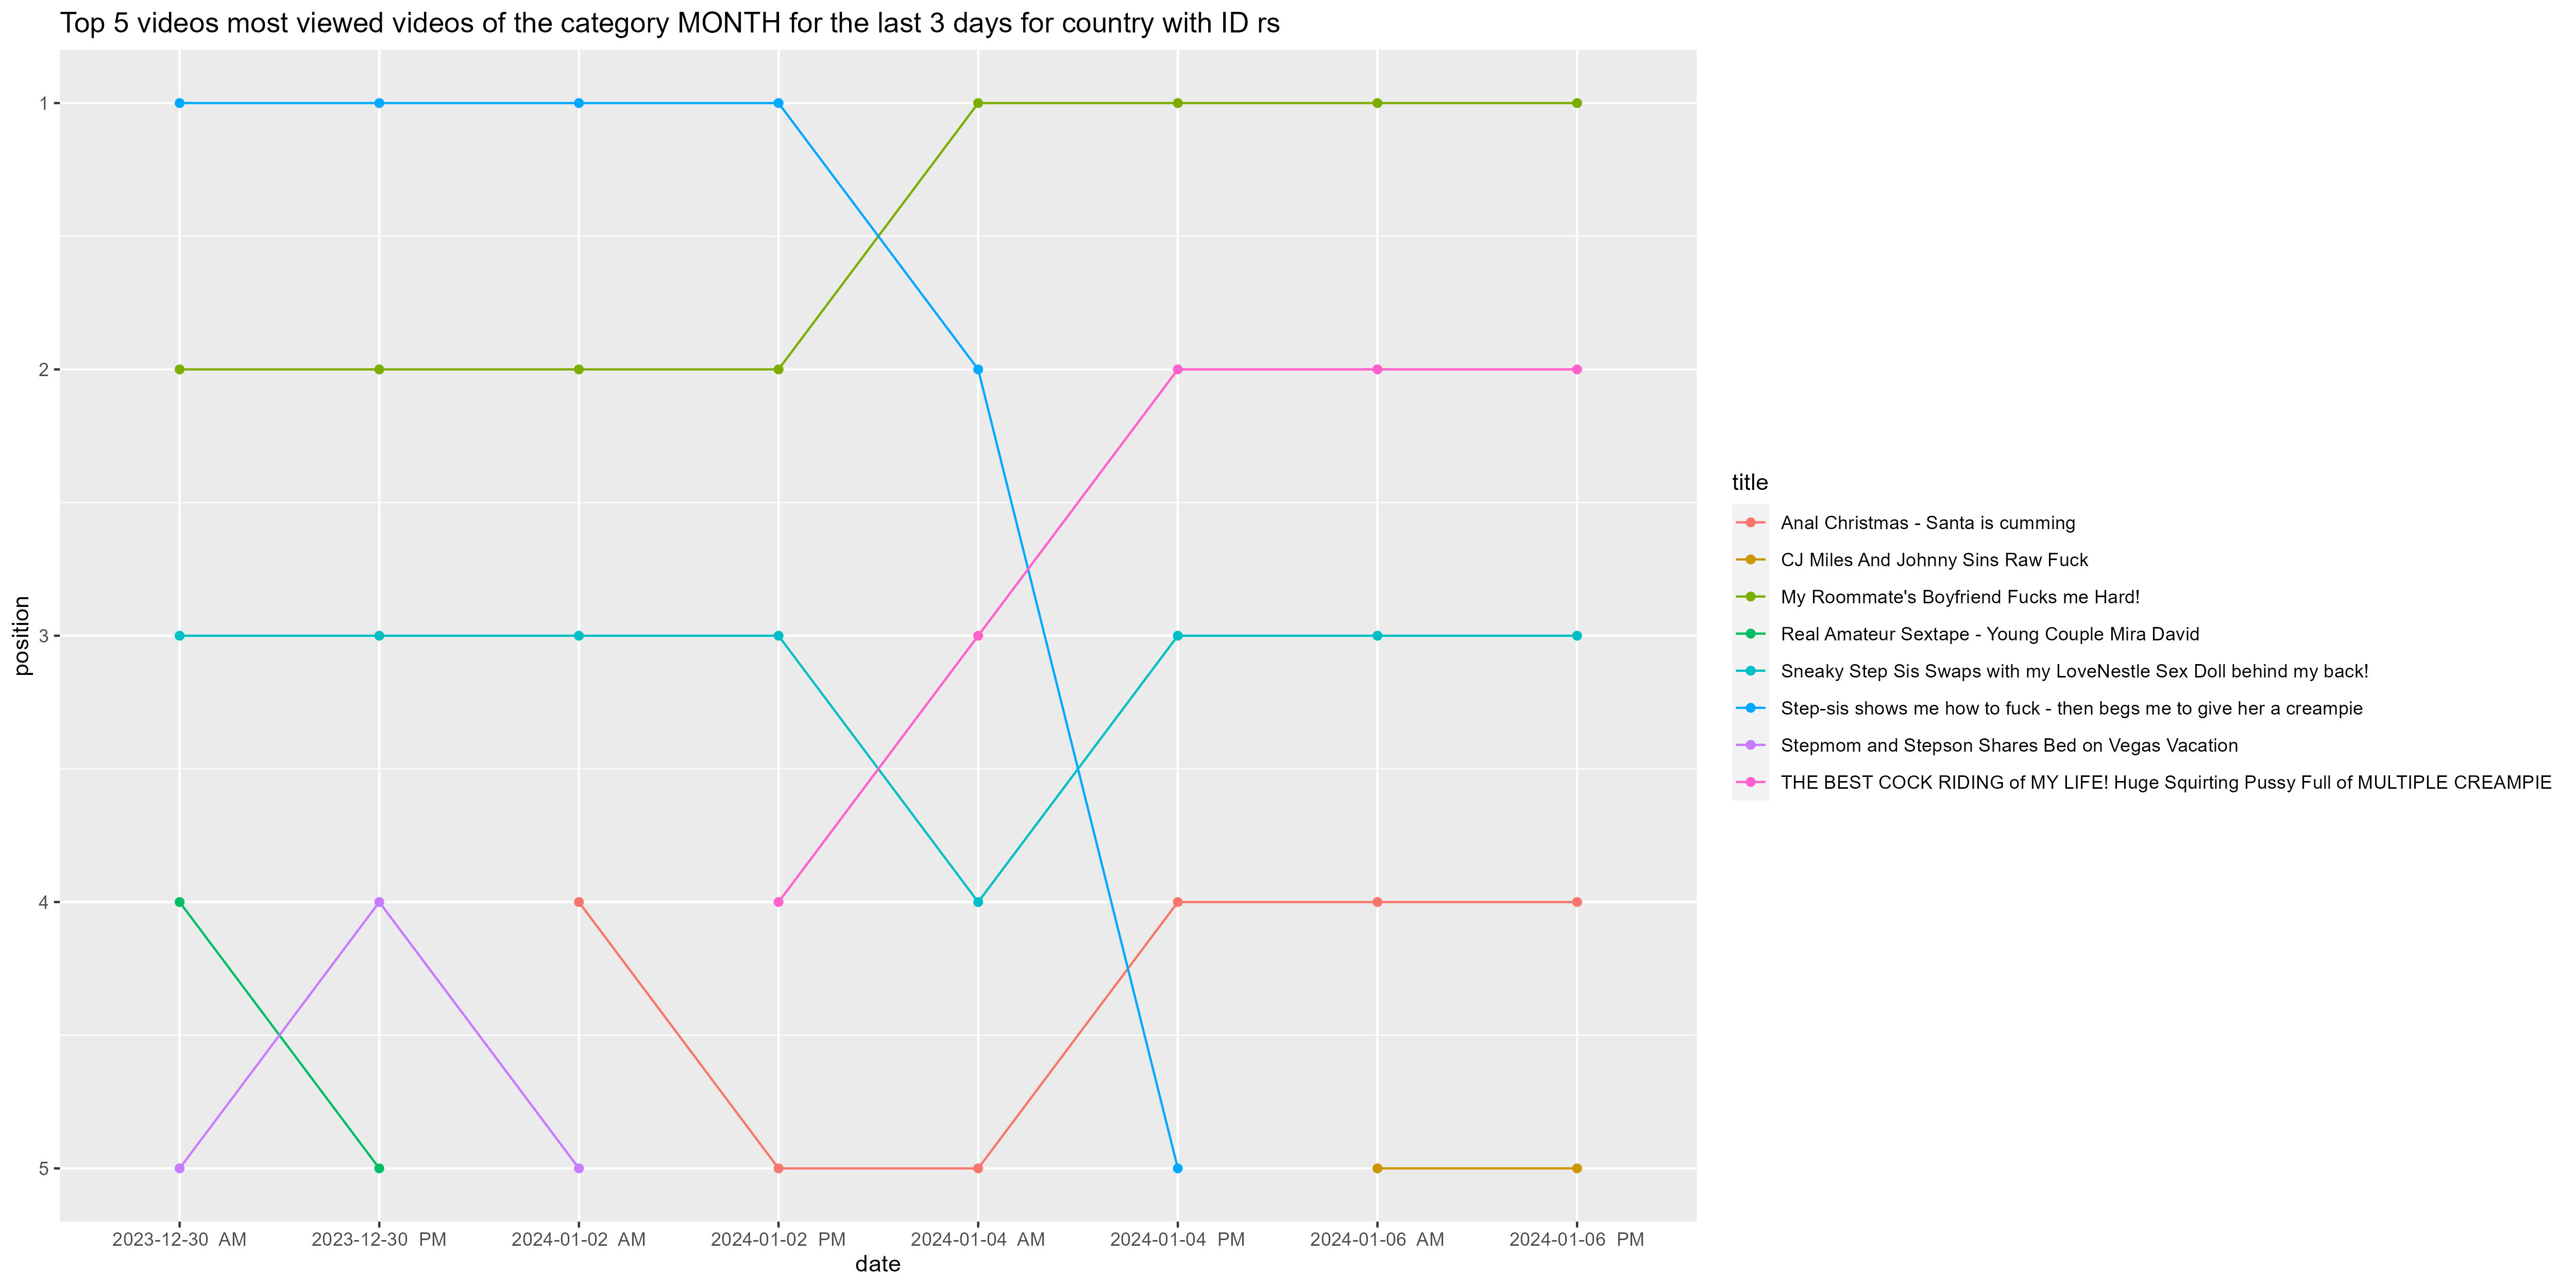 Top 5 videos most viewed videos of the category MONTH for the last 3 days for country with ID rs
position
1
2
3
4
5
2023-12-30 AM
2023-12-30 PM
2024-01-02 AM
2024-01-02 PM
2024-01-04 AM
2024-01-04 PM
2024-01-06 AM
2024-01-06 PM
date
title
Anal Christmas - Santa is cumming
CJ Miles And Johnny Sins Raw Fuck
My Roommate's Boyfriend Fucks me Hard!
Real Amateur Sextape - Young Couple Mira David
Sneaky Step Sis Swaps with my LoveNestle Sex Doll behind my back!
Step-sis shows me how to fuck - then begs me to give her a creampie
Stepmom and Stepson Shares Bed on Vegas Vacation
THE BEST COCK RIDING of MY LIFE! Huge Squirting Pussy Full of MULTIPLE CREAMPIE